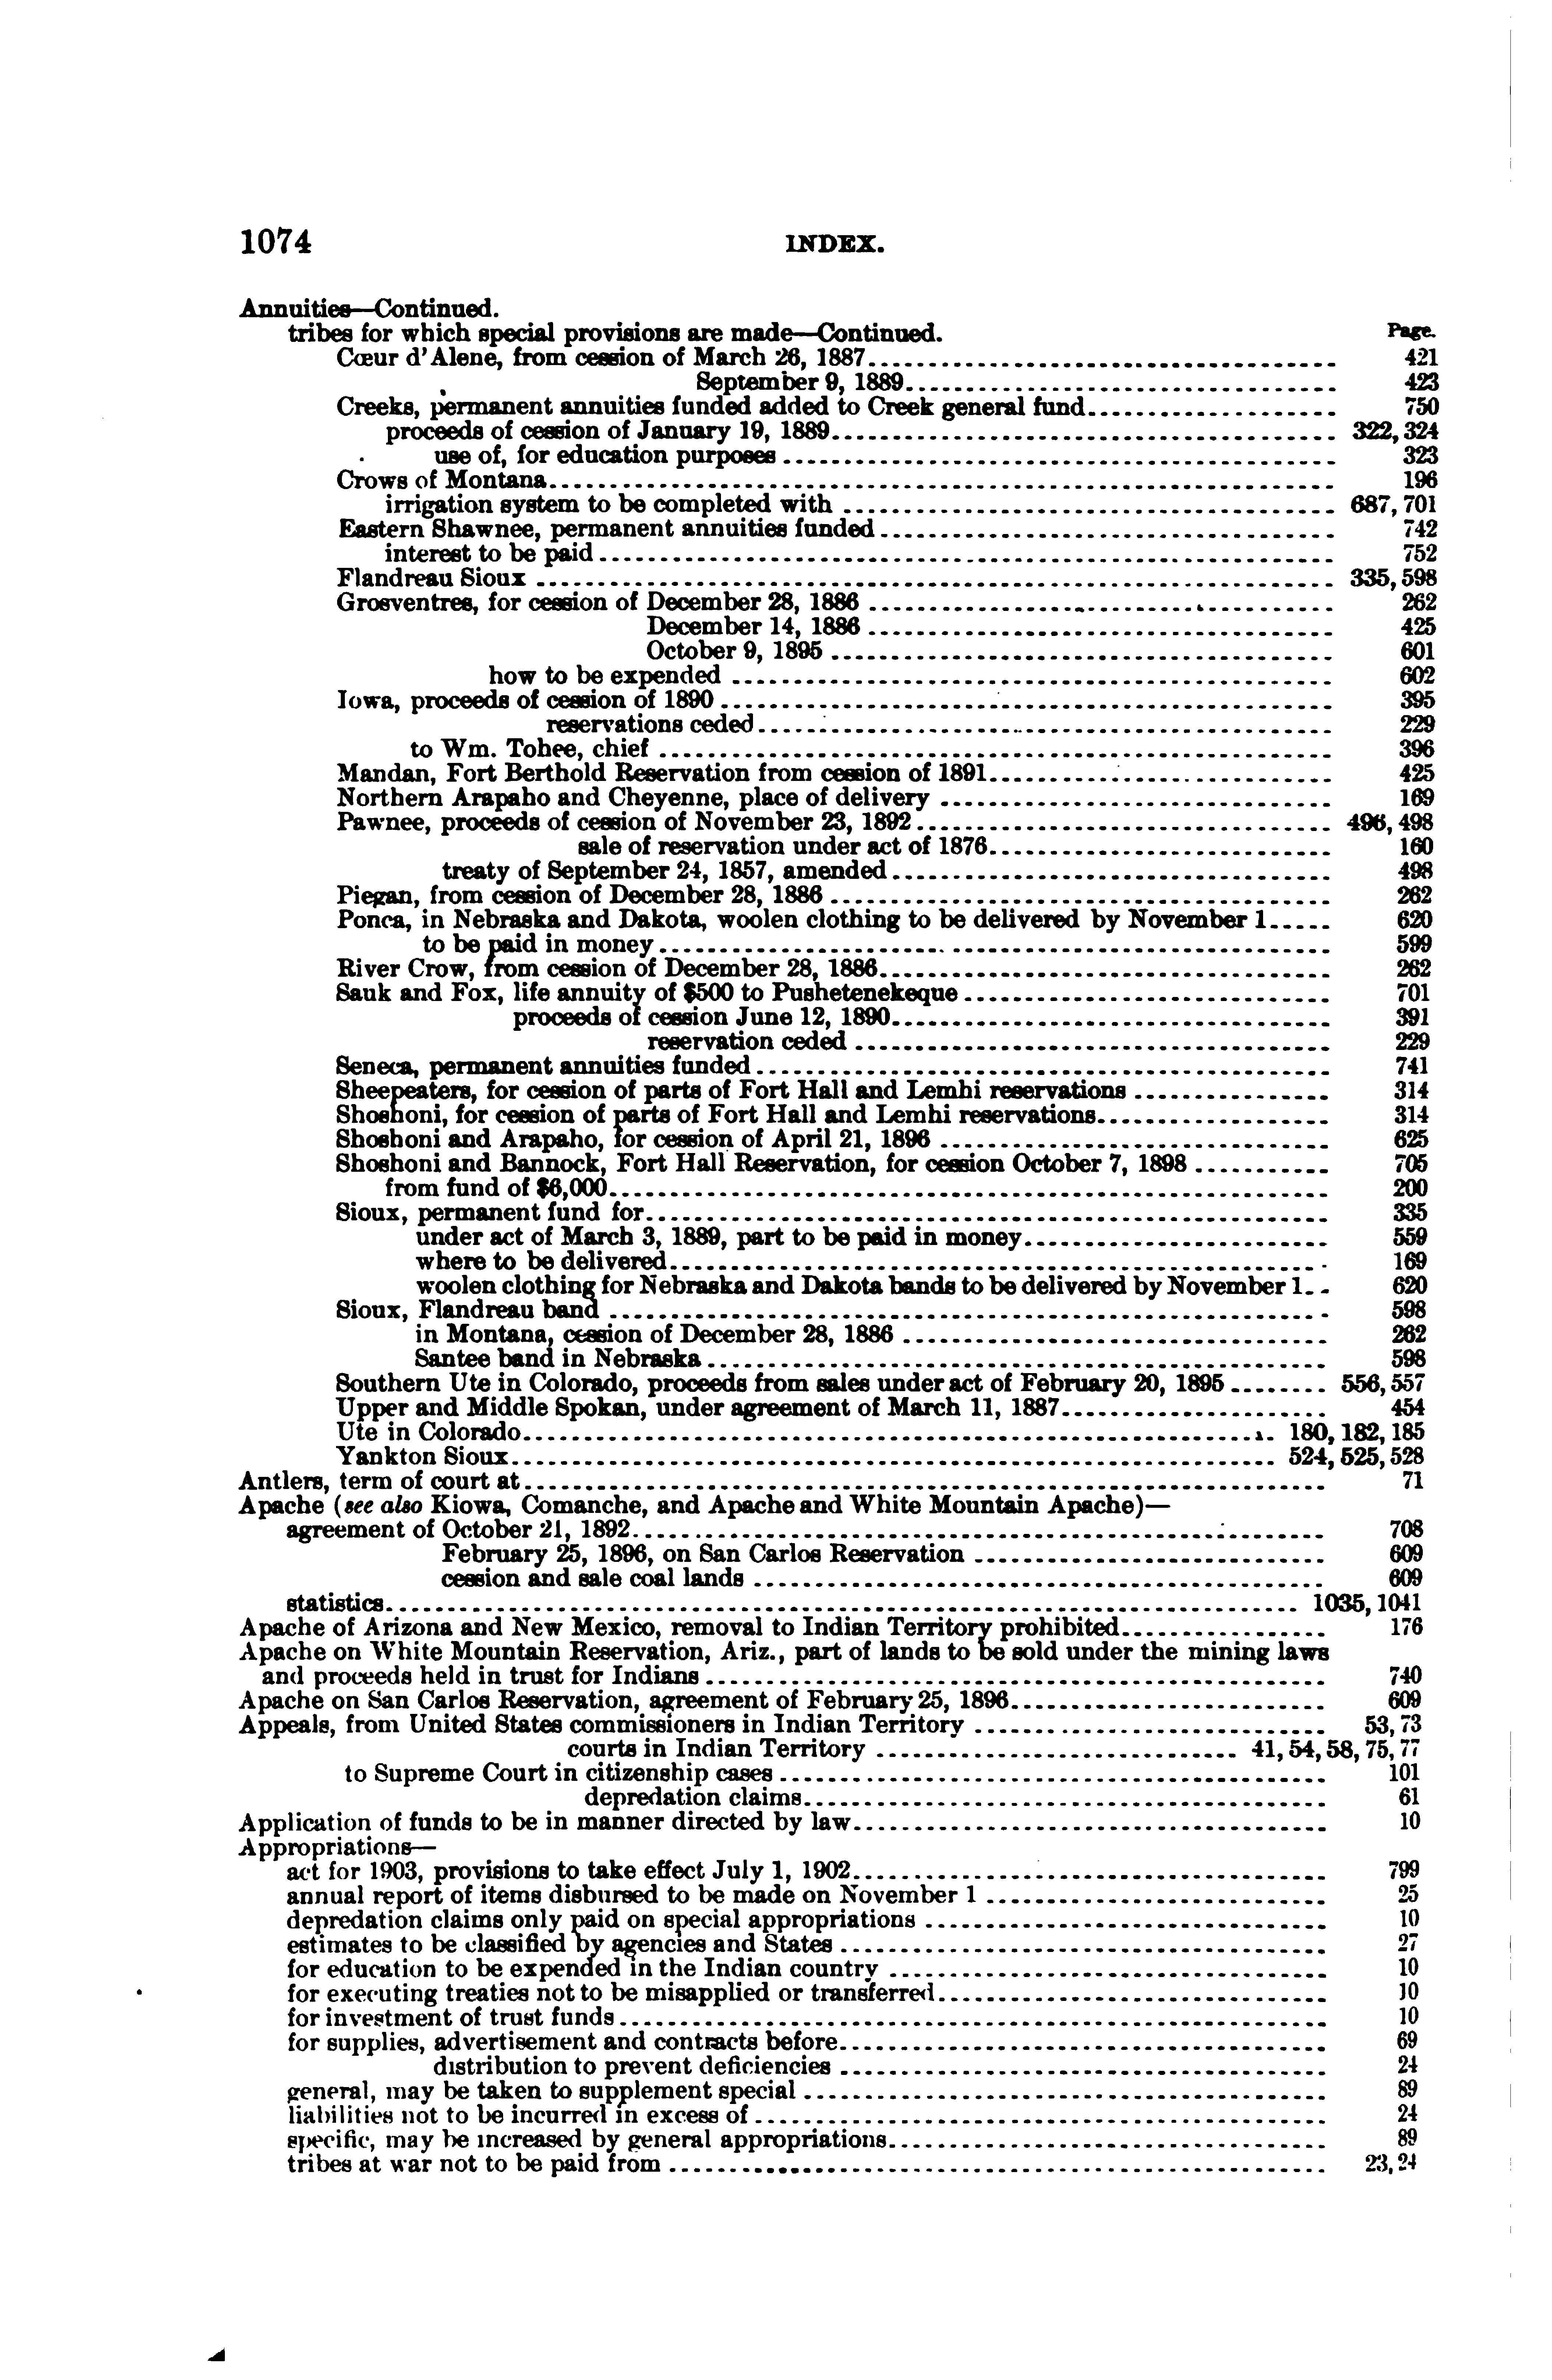 1074 INDEX.
Annuities—Continued.
tribes for which special provisions are made—Continued. Page.
Cœur d'Alene, from cession of March 26, 1887 421
September 9, 1889 423
Creeks, permanent annuities funded added to Creek general fund 750
proceeds of cession of January 19, 1889 322, 324
use of, for education purposes 323
Crows of Montana 196
irrigation system to be completed with 687, 701
Eastern Shawnee, permanent annuities funded 742
interest to be paid 752
Flandreau Sioux 335, 598
Grosventres, for cession of December 28, 1886 262
December 14, 1886 425
October 9, 1895 601
how to be expended 602
Iowa, proceeds of cession of 1890 395
reservations ceded 229
to Wm. Tohee, chief 396
Mandan, Fort Berthold Reservation from cession of 1891 425
Northern Arapaho and Cheyenne, place of delivery 169
Pawnee, proceeds of cession of November 23, 1892 496, 498
sale of reservation under act of 1876 160
treaty of September 24, 1857, amended 498
Piegan, from cession of December 28, 1886 262
Ponca, in Nebraska and Dakota, woolen clothing to be delivered by November 1 620
to be paid in money 599
River Crow, from cession of December 28, 1886 262
Sauk and Fox, life annuity of $500 to Pushetenekeque 701
proceeds of cession June 12, 1890 391
reservation ceded 229
Seneca, permanent annuities funded 741
Sheepeaters, for cession of parts of Fort Hall and Lemhi reservations 314
Shoshoni, for cession of parts of Fort Hall and Lemhi reservations 314
Shoshoni and Arapaho, for cession of April 21, 1896 625
Shoshoni and Bannock, Fort Hall Reservation, for cession October 7, 1898 705
from fund of $6,000 200
Sioux, permanent fund for 335
under act of March 3, 1889, part to be paid in money 559
where to be delivered 169
woolen clothing for Nebraska and Dakota bands to be delivered by November 1 620
Sioux, Flandreau band 598
in Montana, cession of December 28, 1886 262
Santee band in Nebraska 598
Southern Ute in Colorado, proceeds from sales under act of February 20, 1895 556, 557
Upper and Middle Spokan, under agreement of March 11, 1887 454
Ute in Colorado 180, 182, 185
Yankton Sioux 524, 525, 528
Antlers, term of court at 71
Apache (see also Kiowa, Comanche, and Apache and White Mountain Apache)—
agreement of October 21, 1892 708
February 25, 1896, on San Carlos Reservation 609
cession and sale coal lands 609
statistics 1035, 1041
Apache of Arizona and New Mexico, removal to Indian Territory prohibited 176
Apache on White Mountain Reservation, Ariz., part of lands to be sold under the mining laws
and proceeds held in trust for Indians 740
Apache on San Carlos Reservation, agreement of February 25, 1896 609
Appeals, from United States commissioners in Indian Territory 53, 73
courts in Indian Territory 41, 54, 58, 75, 77
to Supreme Court in citizenship cases 101
depredation claims 61
Application of funds to be in manner directed by law 10
Appropriations—
act for 1903, provisions to take effect July 1, 1902 799
annual report of items disbursed to be made on November 1 25
depredation claims only paid on special appropriations 10
estimates to be classified by agencies and States 27
for education to be expended in the Indian country 10
for executing treaties not to be misapplied or transferred 10
for investment of trust funds 10
for supplies, advertisement and contracts before 69
distribution to prevent deficiencies 24
general, may be taken to supplement special 89
liabilities not to be incurred in excess of 24
specific, may be increased by general appropriations 89
tribes at war not to be paid from 23, 24